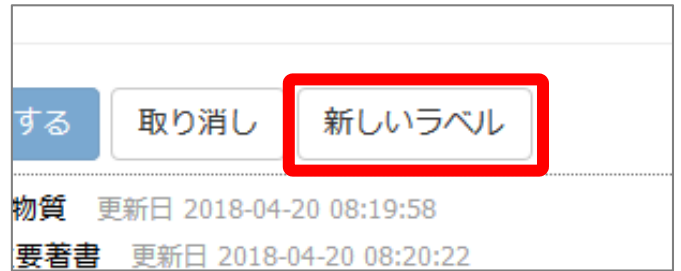 する 取り消し 新しいラベル
物質 更新日 2018-04-20 08:19:58
要著書 更新日 2018-04-20 08:20:22